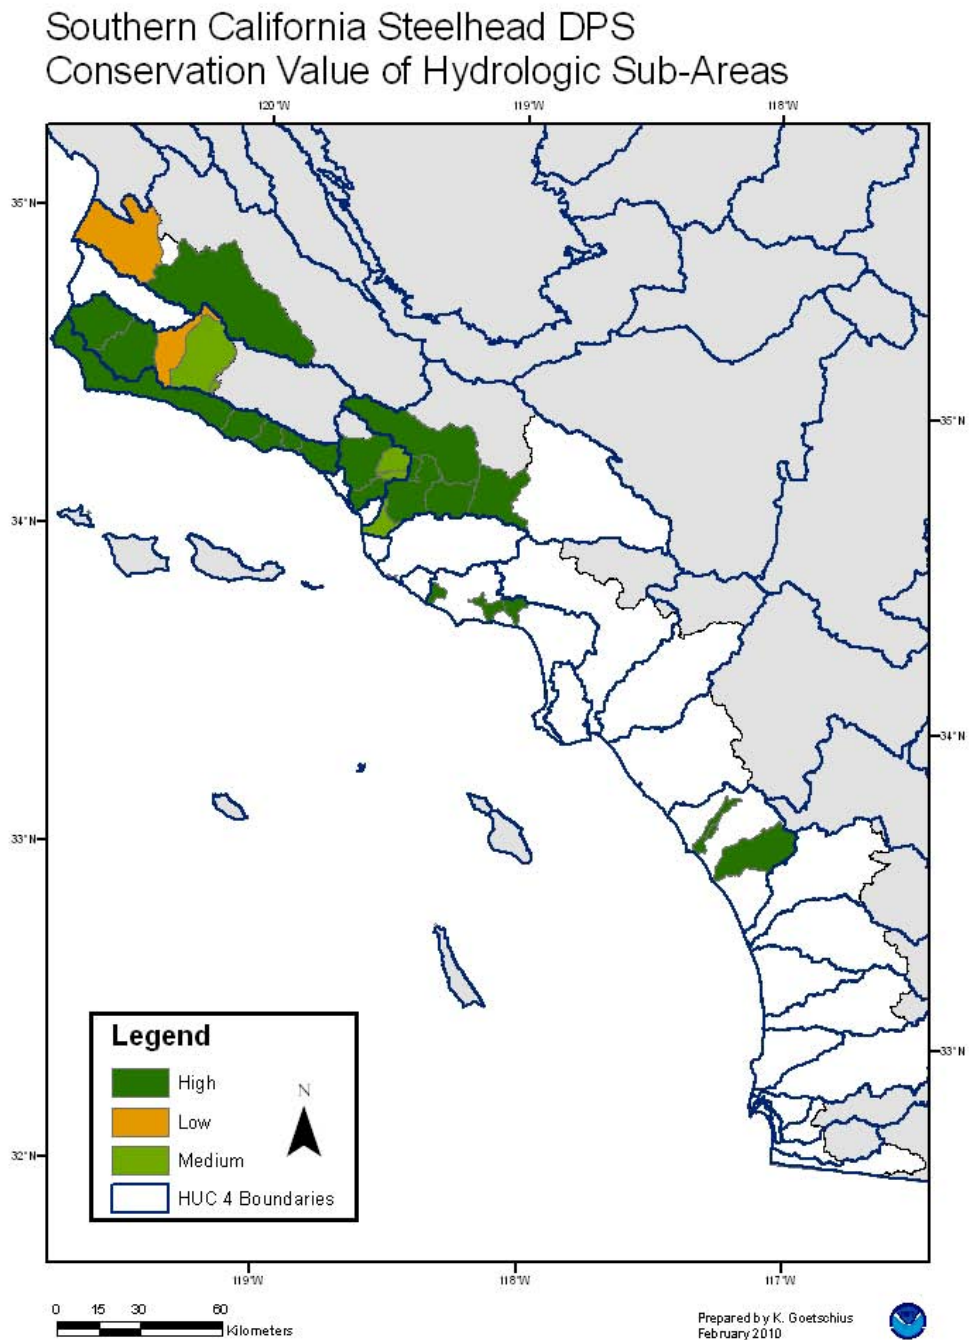 Southern California Steelhead DPS
Conservation Value of Hydrologic Sub-Areas
120°W 119°W 118°W
35°N
35°N
34°N
34°N
33°N
33°N
32°N
Legend
High
Low
Medium
HUC 4 Boundaries
N
119°W 118°W 117°W
0 15 30 60
Kilometers
Prepared by K. Goetschius
February 2010